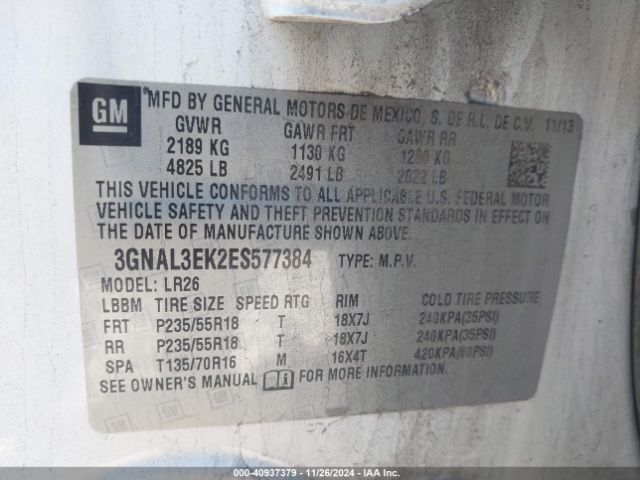 GM MFD BY GENERAL MOTORS DE MEXICO, S. DE R.L. DE C.V. 11/13
GVWR GAWR FRT GAWR RR
2189 KG 1130 KG 1280 KG
4825 LB 2491 LB 2822 LB
THIS VEHICLE CONFORMS TO ALL APPLICABLE U.S. FEDERAL MOTOR
VEHICLE SAFETY AND THEFT PREVENTION STANDARDS IN EFFECT ON
THE DATE OF MANUFACTURE SHOWN ABOVE.
3GNAL3EK2ES577384 TYPE: M.P.V.
MODEL: LR26
LBBM TIRE SIZE SPEED RTG RIM COLD TIRE PRESSURE
FRT P235/55R18 T 18X7J 240KPA(35PSI)
RR P235/55R18 T 18X7J 240KPA(35PSI)
SPA T135/70R16 M 16X4T 420KPA(60PSI)
SEE OWNER'S MANUAL FOR MORE INFORMATION.
000-40937379 - 11/26/2024 - IAA Inc.